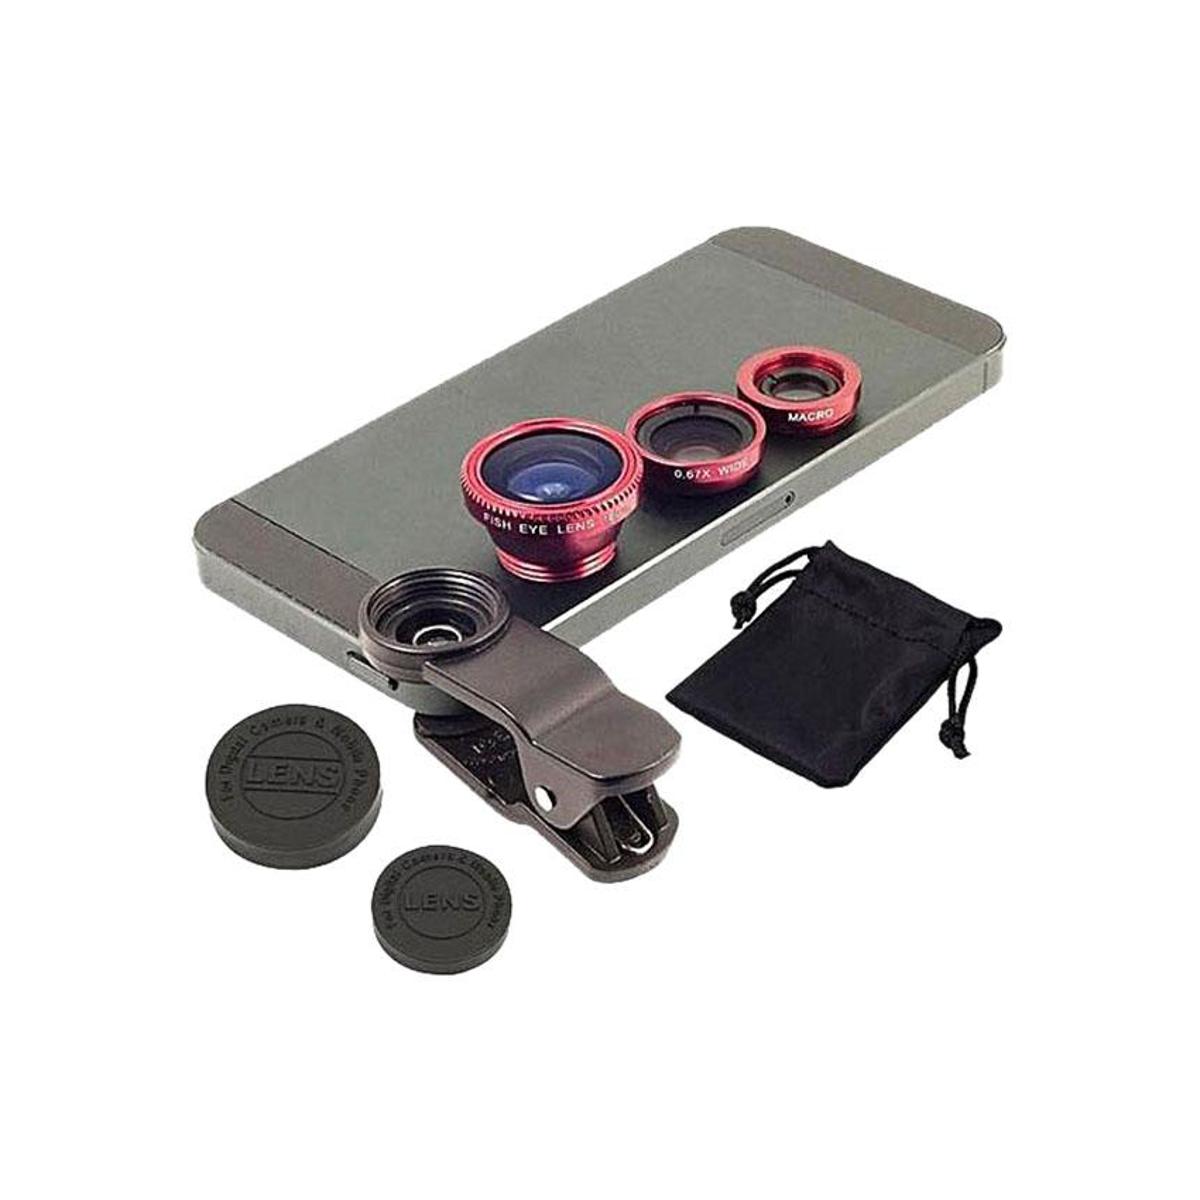 MACRO
0.67X WIDE
FISH EYE LENS
For Digital Camera & Mobile Phone
LENS
For Digital Camera & Mobile Phone
LENS